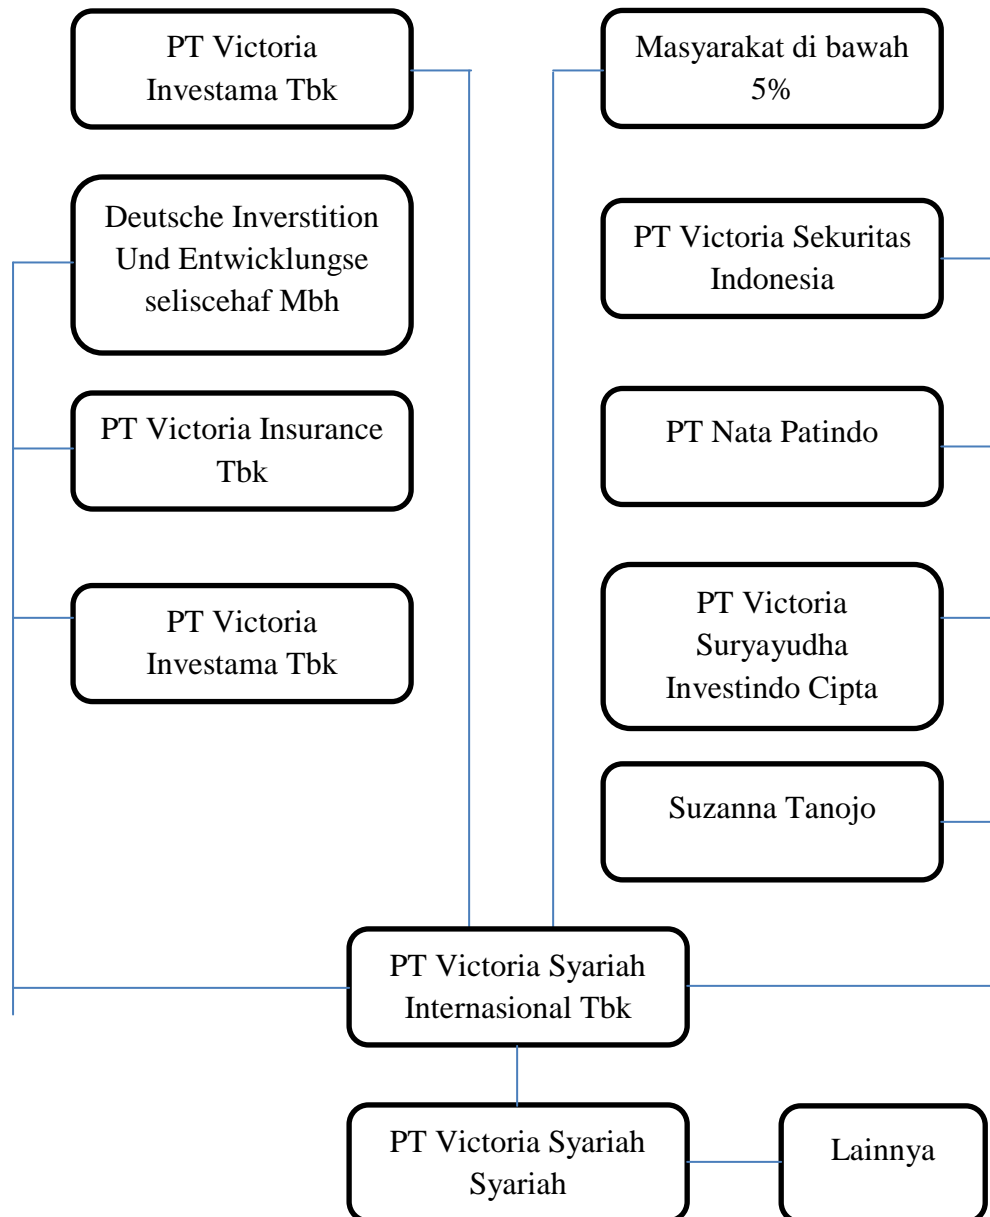 PT Victoria
Investama Tbk
Masyarakat di bawah
5%
Deutsche Inverstition
Und Entwicklungse
seliscehaf Mbh
PT Victoria Sekuritas
Indonesia
PT Victoria Insurance
Tbk
PT Nata Patindo
PT Victoria
Investama Tbk
PT Victoria
Suryayudha
Investindo Cipta
Suzanna Tanojo
PT Victoria Syariah
Internasional Tbk
PT Victoria Syariah
Syariah
Lainnya